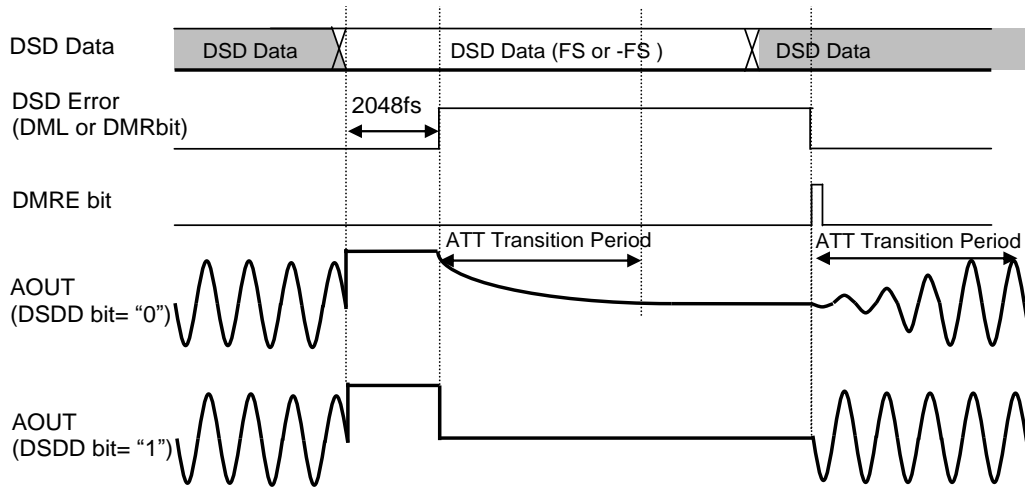 DSD Data
DSD Data
DSD Data (FS or -FS )
DSD Data
DSD Error
(DML or DMRbit)
2048fs
DMRE bit
ATT Transition Period
ATT Transition Period
AOUT
(DSDD bit= “0”)
AOUT
(DSDD bit= “1”)